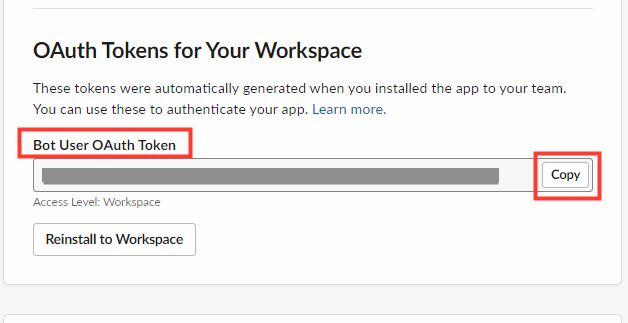 OAuth Tokens for Your Workspace
These tokens were automatically generated when you installed the app to your team.
You can use these to authenticate your app. Learn more.
Bot User OAuth Token
Copy
Access Level: Workspace
Reinstall to Workspace